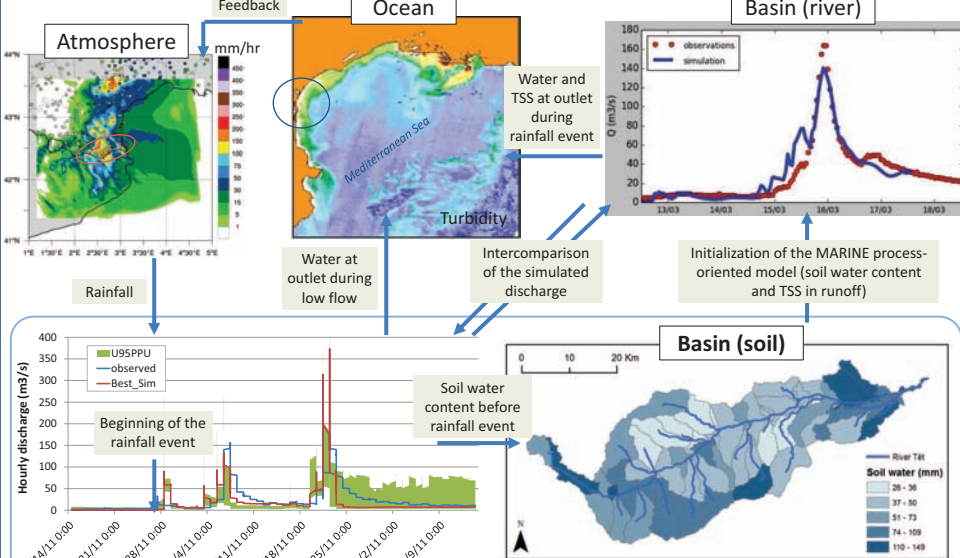 Feedback
Ocean
Basin (river)
Atmosphere
mm/hr
44°N
43°N
42°N
41°N
1°E 1°30'E 2°E 2°30'E 3°E 3°30'E 4°E 4°30'E 5°E
450
400
350
300
250
200
150
100
75
50
30
15
5
1
Mediterranean Sea
Turbidity
Water and
TSS at outlet
during
rainfall event
180
160
140
120
100
80
60
40
20
0
Q (m3/s)
observations
simulation
13/03 14/03 15/03 16/03 17/03 18/03
Rainfall
Water at
outlet during
low flow
Intercomparison
of the simulated
discharge
Initialization of the MARINE process-
oriented model (soil water content
and TSS in runoff)
400
350
300
250
200
150
100
50
0
Hourly discharge (m3/s)
U95PPU
observed
Best_Sim
Beginning of the
rainfall event
28/11 0:00
Soil water
content before
rainfall event
Basin (soil)
0 10 20 Km
River Têt
Soil water (mm)
26 - 36
37 - 50
51 - 73
74 - 109
110 - 149
N